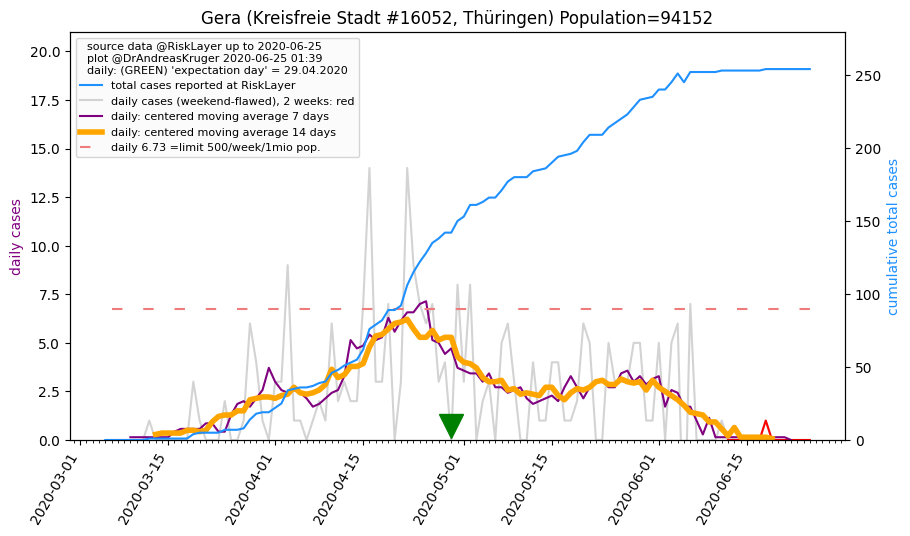 Gera (Kreisfreie Stadt #16052, Thüringen) Population=94152
source data @RiskLayer up to 2020-06-25
plot @DrAndreasKruger 2020-06-25 01:39
daily: (GREEN) 'expectation day' = 29.04.2020
total cases reported at RiskLayer
daily cases (weekend-flawed), 2 weeks: red
daily: centered moving average 7 days
daily: centered moving average 14 days
daily 6.73 =limit 500/week/1mio pop.
daily cases
20.0
17.5
15.0
12.5
10.0
7.5
5.0
2.5
0.0
cumulative total cases
250
200
150
100
50
0
2020-03-01
2020-03-15
2020-04-01
2020-04-15
2020-05-01
2020-05-15
2020-06-01
2020-06-15